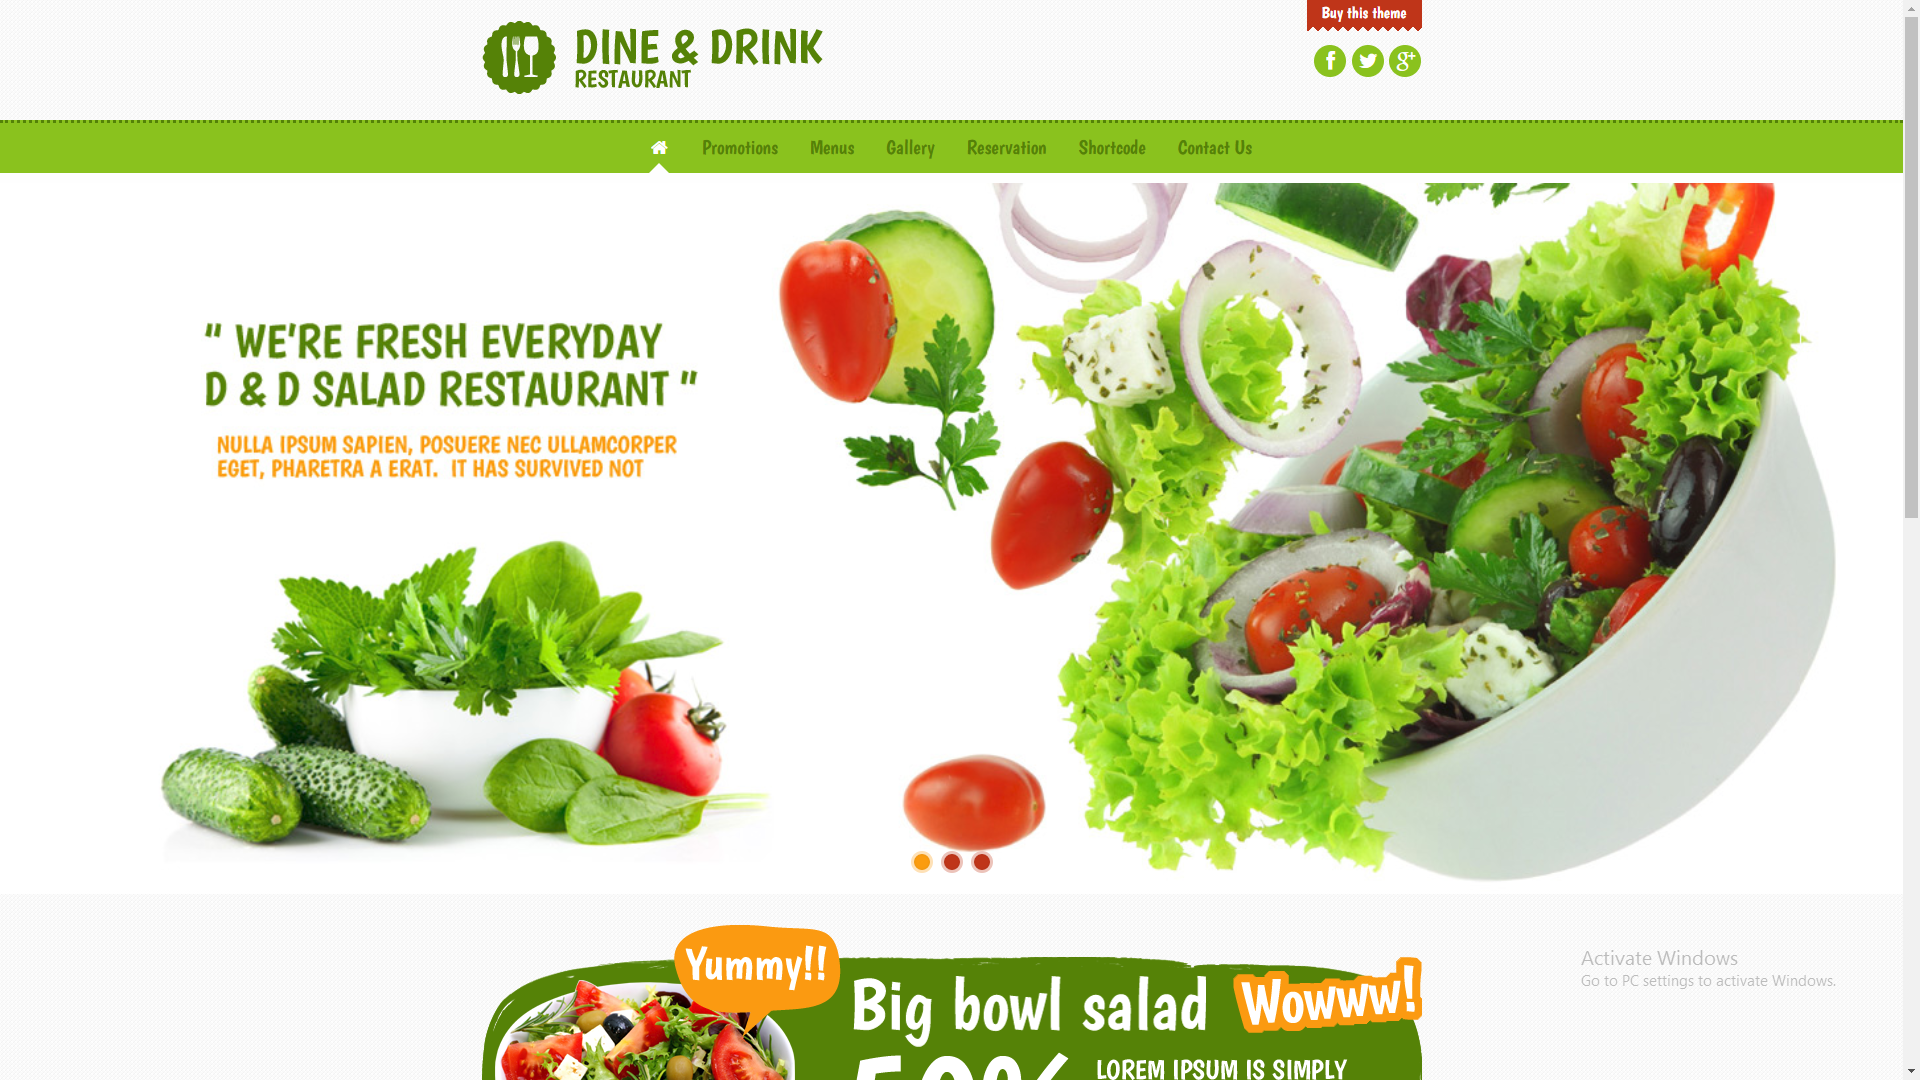 Buy this theme
DINE & DRINK
RESTAURANT
Promotions Menus Gallery Reservation Shortcode Contact Us
“ WE'RE FRESH EVERYDAY
D & D SALAD RESTAURANT ”
NULLA IPSUM SAPIEN, POSUERE NEC ULLAMCORPER
EGET, PHARETRA A ERAT. IT HAS SURVIVED NOT
Yummy!!
Big bowl salad
Wowww!
LOREM IPSUM IS SIMPLY
Activate Windows
Go to PC settings to activate Windows.